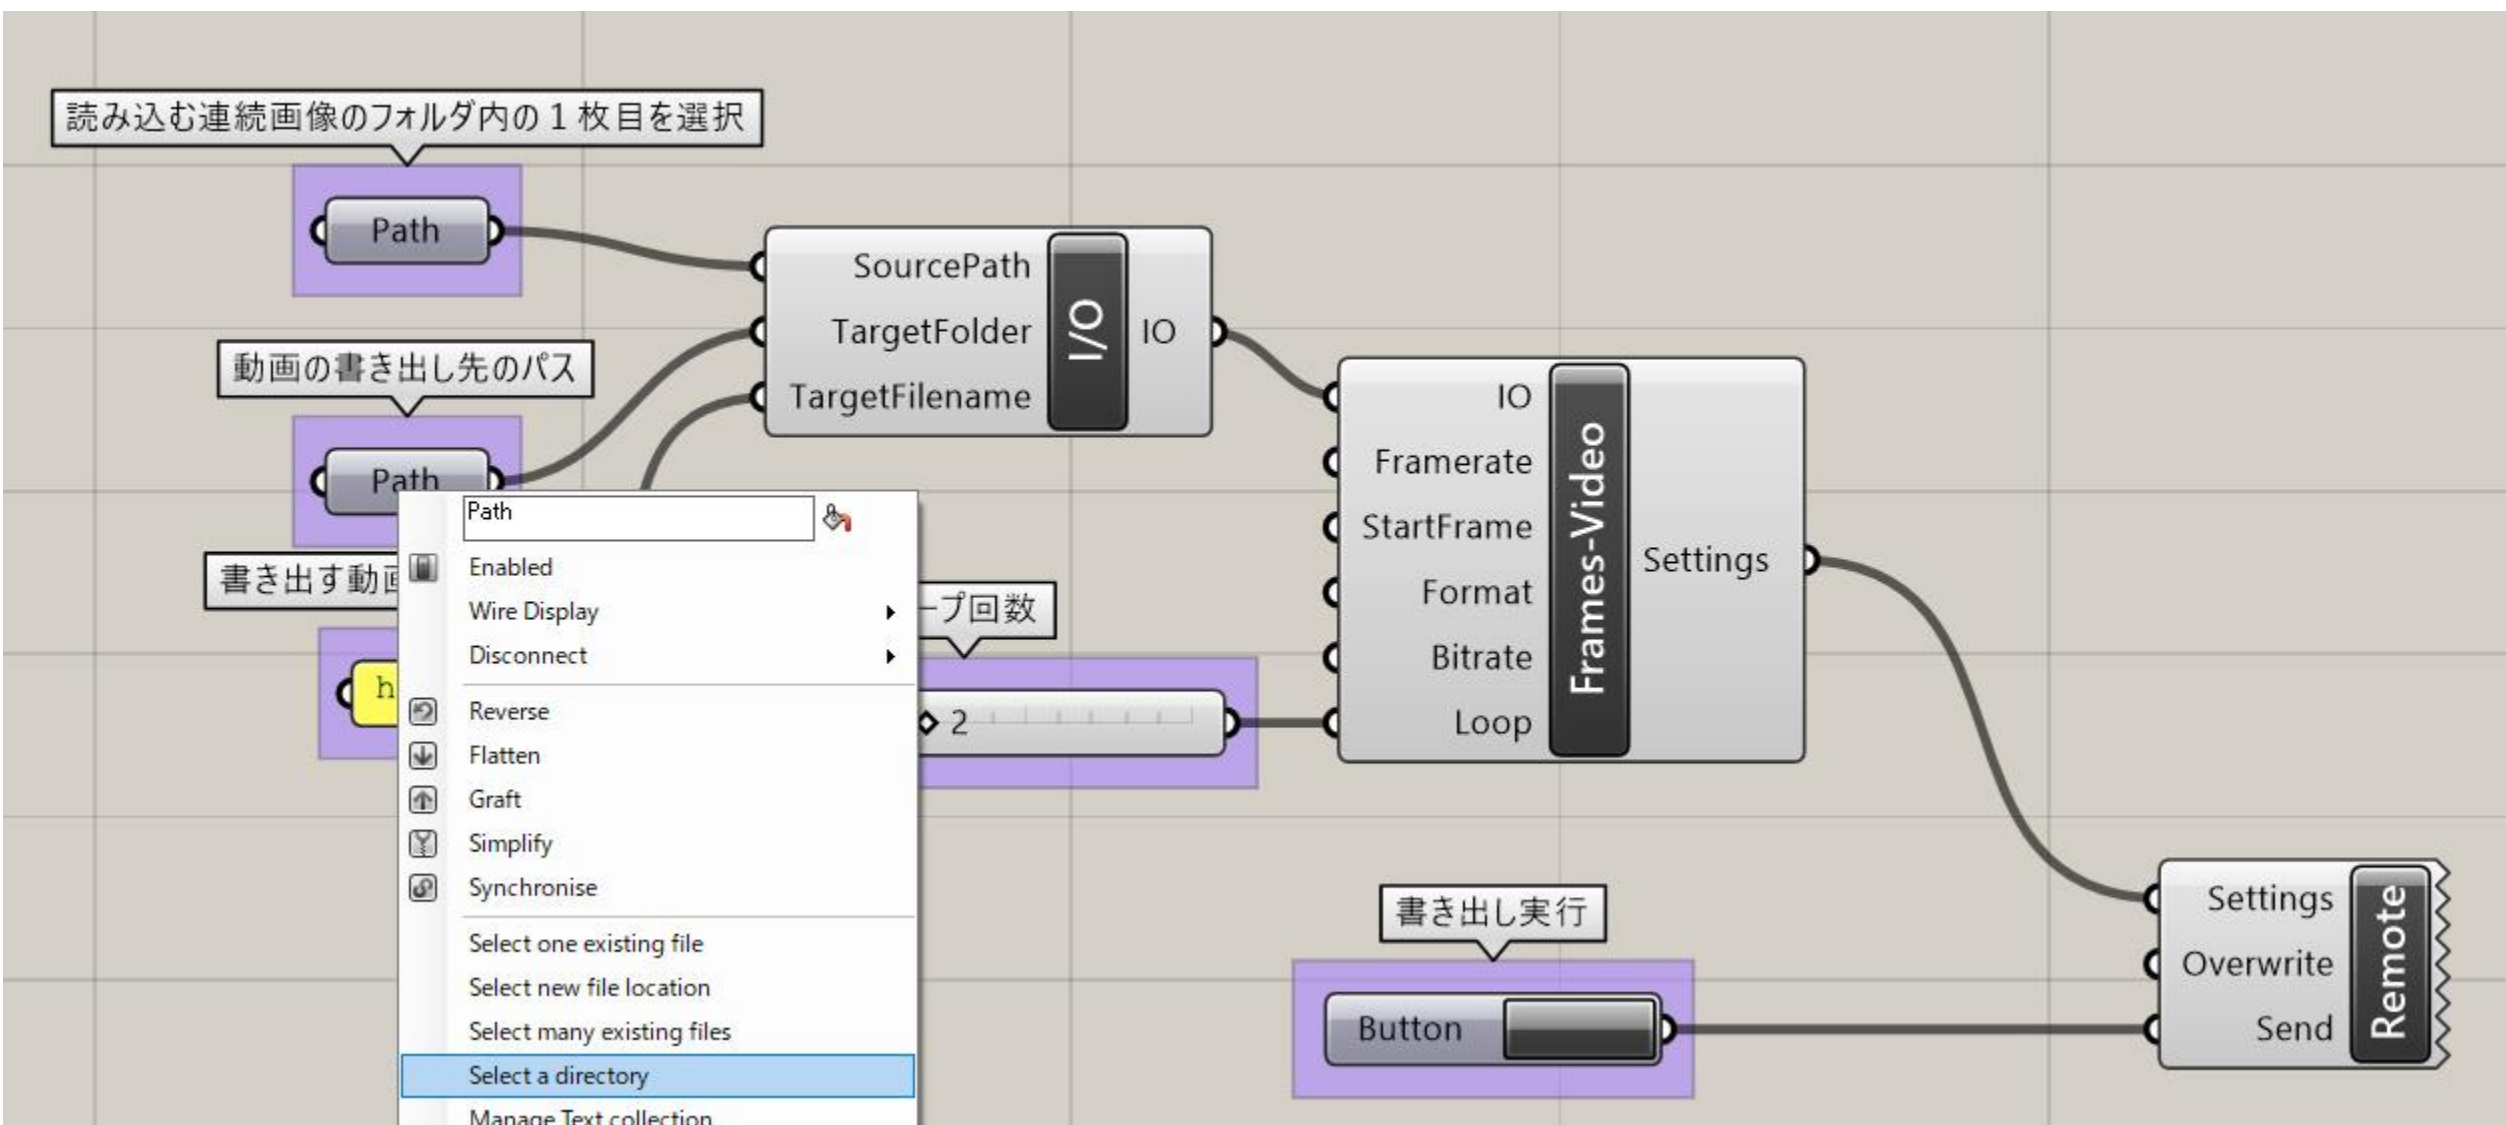 読み込む連続画像のフォルダ内の1枚目を選択
Path
SourcePath
TargetFolder
TargetFilename
I/O
IO
動画の書き出し先のパス
Path
Path
Enabled
Wire Display
Disconnect
Reverse
Flatten
Graft
Simplify
Synchronise
Select one existing file
Select new file location
Select many existing files
Select a directory
Manage Text collection
書き出す動画
h
ープ回数
2
IO
Framerate
StartFrame
Format
Bitrate
Loop
Frames-Video
Settings
書き出し実行
Button
Settings
Overwrite
Send
Remote